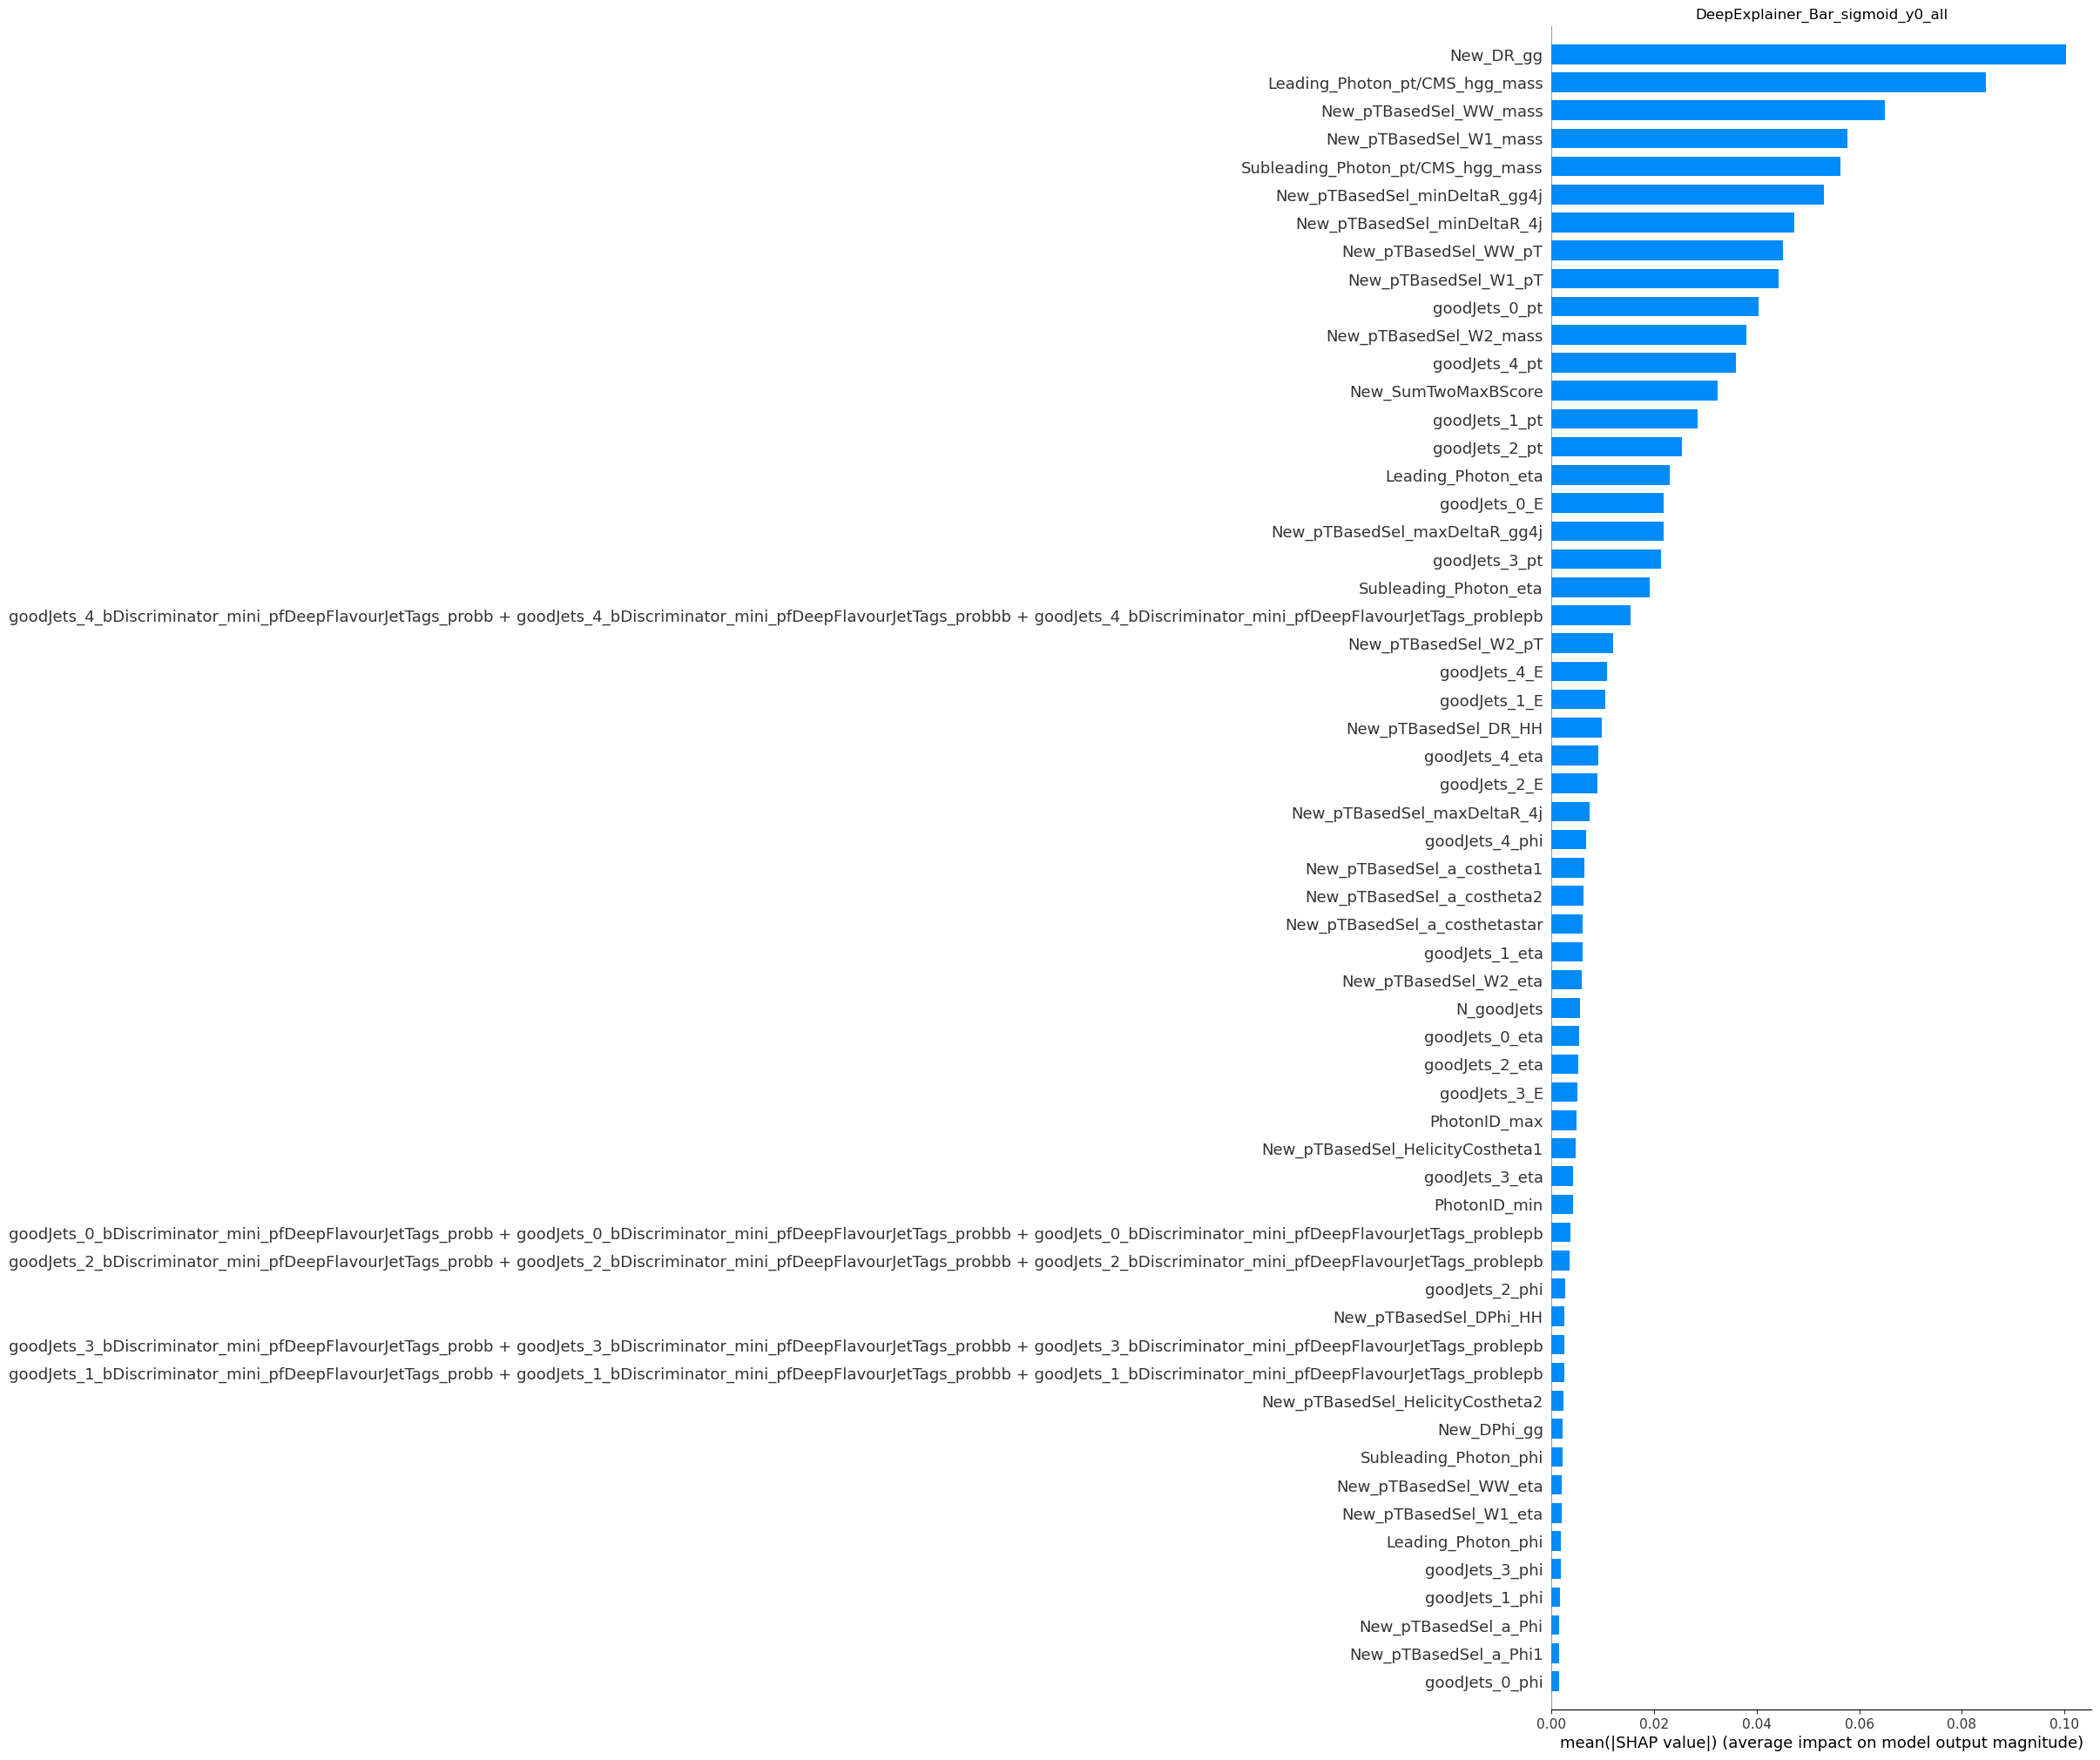 DeepExplainer_Bar_sigmoid_y0_all
New_DR_gg
Leading_Photon_pt/CMS_hgg_mass
New_pTBasedSel_WW_mass
New_pTBasedSel_W1_mass
Subleading_Photon_pt/CMS_hgg_mass
New_pTBasedSel_minDeltaR_gg4j
New_pTBasedSel_minDeltaR_4j
New_pTBasedSel_WW_pT
New_pTBasedSel_W1_pT
goodJets_0_pt
New_pTBasedSel_W2_mass
goodJets_4_pt
New_SumTwoMaxBScore
goodJets_1_pt
goodJets_2_pt
Leading_Photon_eta
goodJets_0_E
New_pTBasedSel_maxDeltaR_gg4j
goodJets_3_pt
Subleading_Photon_eta
goodJets_4_bDiscriminator_mini_pfDeepFlavourJetTags_probb + goodJets_4_bDiscriminator_mini_pfDeepFlavourJetTags_probbb + goodJets_4_bDiscriminator_mini_pfDeepFlavourJetTags_problepb
New_pTBasedSel_W2_pT
goodJets_4_E
goodJets_1_E
New_pTBasedSel_DR_HH
goodJets_4_eta
goodJets_2_E
New_pTBasedSel_maxDeltaR_4j
goodJets_4_phi
New_pTBasedSel_a_costheta1
New_pTBasedSel_a_costheta2
New_pTBasedSel_a_costhetastar
goodJets_1_eta
New_pTBasedSel_W2_eta
N_goodJets
goodJets_0_eta
goodJets_2_eta
goodJets_3_E
PhotonID_max
New_pTBasedSel_HelicityCostheta1
goodJets_3_eta
PhotonID_min
goodJets_0_bDiscriminator_mini_pfDeepFlavourJetTags_probb + goodJets_0_bDiscriminator_mini_pfDeepFlavourJetTags_probbb + goodJets_0_bDiscriminator_mini_pfDeepFlavourJetTags_problepb
goodJets_2_bDiscriminator_mini_pfDeepFlavourJetTags_probb + goodJets_2_bDiscriminator_mini_pfDeepFlavourJetTags_probbb + goodJets_2_bDiscriminator_mini_pfDeepFlavourJetTags_problepb
goodJets_2_phi
New_pTBasedSel_DPhi_HH
goodJets_3_bDiscriminator_mini_pfDeepFlavourJetTags_probb + goodJets_3_bDiscriminator_mini_pfDeepFlavourJetTags_probbb + goodJets_3_bDiscriminator_mini_pfDeepFlavourJetTags_problepb
goodJets_1_bDiscriminator_mini_pfDeepFlavourJetTags_probb + goodJets_1_bDiscriminator_mini_pfDeepFlavourJetTags_probbb + goodJets_1_bDiscriminator_mini_pfDeepFlavourJetTags_problepb
New_pTBasedSel_HelicityCostheta2
New_DPhi_gg
Subleading_Photon_phi
New_pTBasedSel_WW_eta
New_pTBasedSel_W1_eta
Leading_Photon_phi
goodJets_3_phi
goodJets_1_phi
New_pTBasedSel_a_Phi
New_pTBasedSel_a_Phi1
goodJets_0_phi
0.00 0.02 0.04 0.06 0.08 0.10
mean(|SHAP value|) (average impact on model output magnitude)